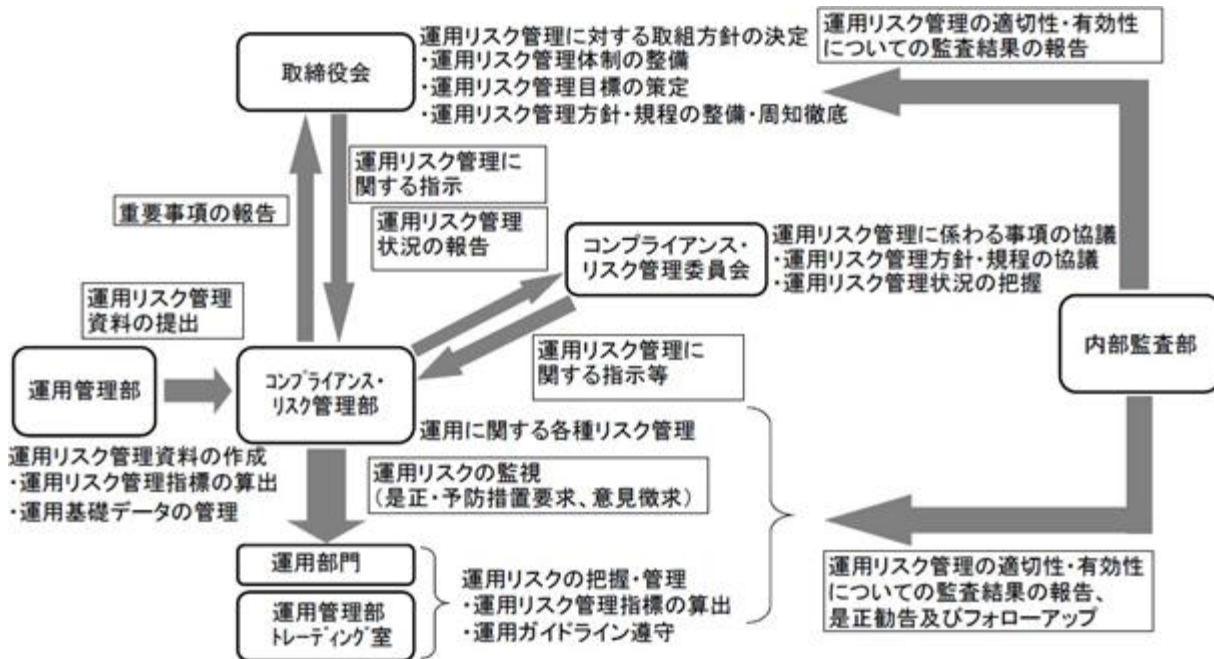 取締役会
運用リスク管理に対する取組方針の決定
・運用リスク管理体制の整備
・運用リスク管理目標の策定
・運用リスク管理方針・規程の整備・周知徹底
運用リスク管理の適切性・有効性
についての監査結果の報告
重要事項の報告
運用リスク管理に
関する指示
運用リスク管理
状況の報告
コンプライアンス・
リスク管理委員会
運用リスク管理に係わる事項の協議
・運用リスク管理方針・規程の協議
・運用リスク管理状況の把握
内部監査部
運用リスク管理
資料の提出
運用管理部
コンプライアンス・
リスク管理部
運用リスク管理に
関する指示等
運用に関する各種リスク管理
運用リスク管理資料の作成
・運用リスク管理指標の算出
・運用基礎データの管理
運用リスクの監視
（是正・予防措置要求、意見徴求）
運用部門
運用管理部
トレーディング室
運用リスクの把握・管理
・運用リスク管理指標の算出
・運用ガイドライン遵守
運用リスク管理の適切性・有効性
についての監査結果の報告、
是正勧告及びフォローアップ